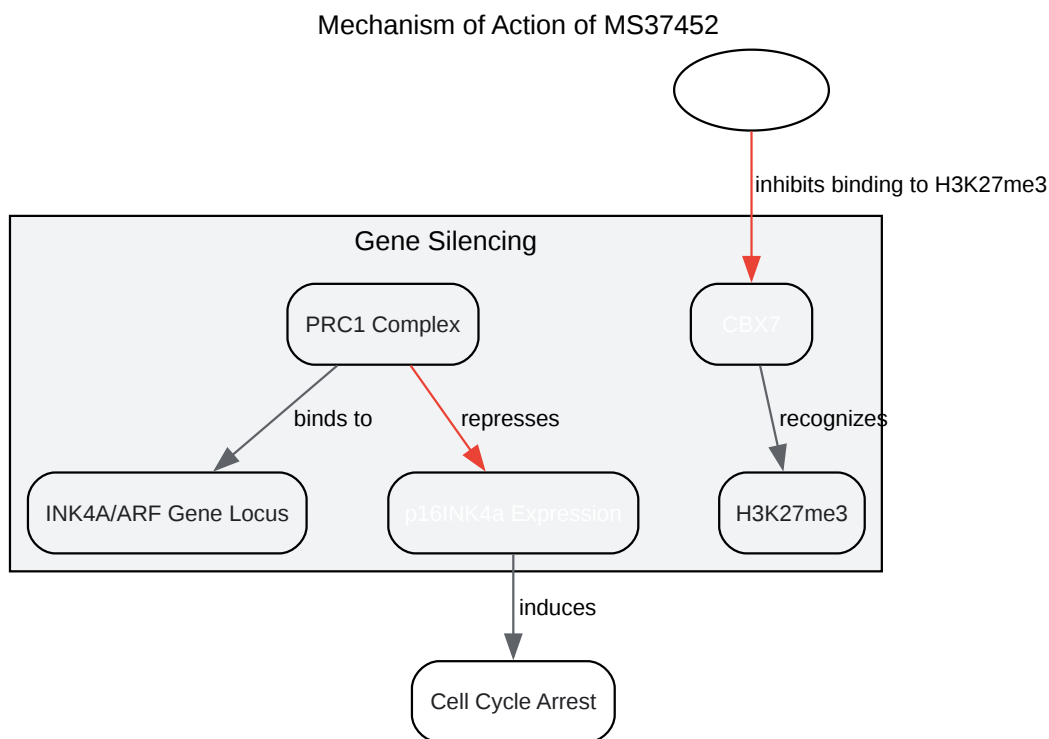 Mechanism of Action of MS37452
inhibits binding to H3K27me3
Gene Silencing
PRC1 Complex
CBX7
binds to
represses
recognizes
INK4A/ARF Gene Locus
p16INK4a Expression
H3K27me3
induces
Cell Cycle Arrest